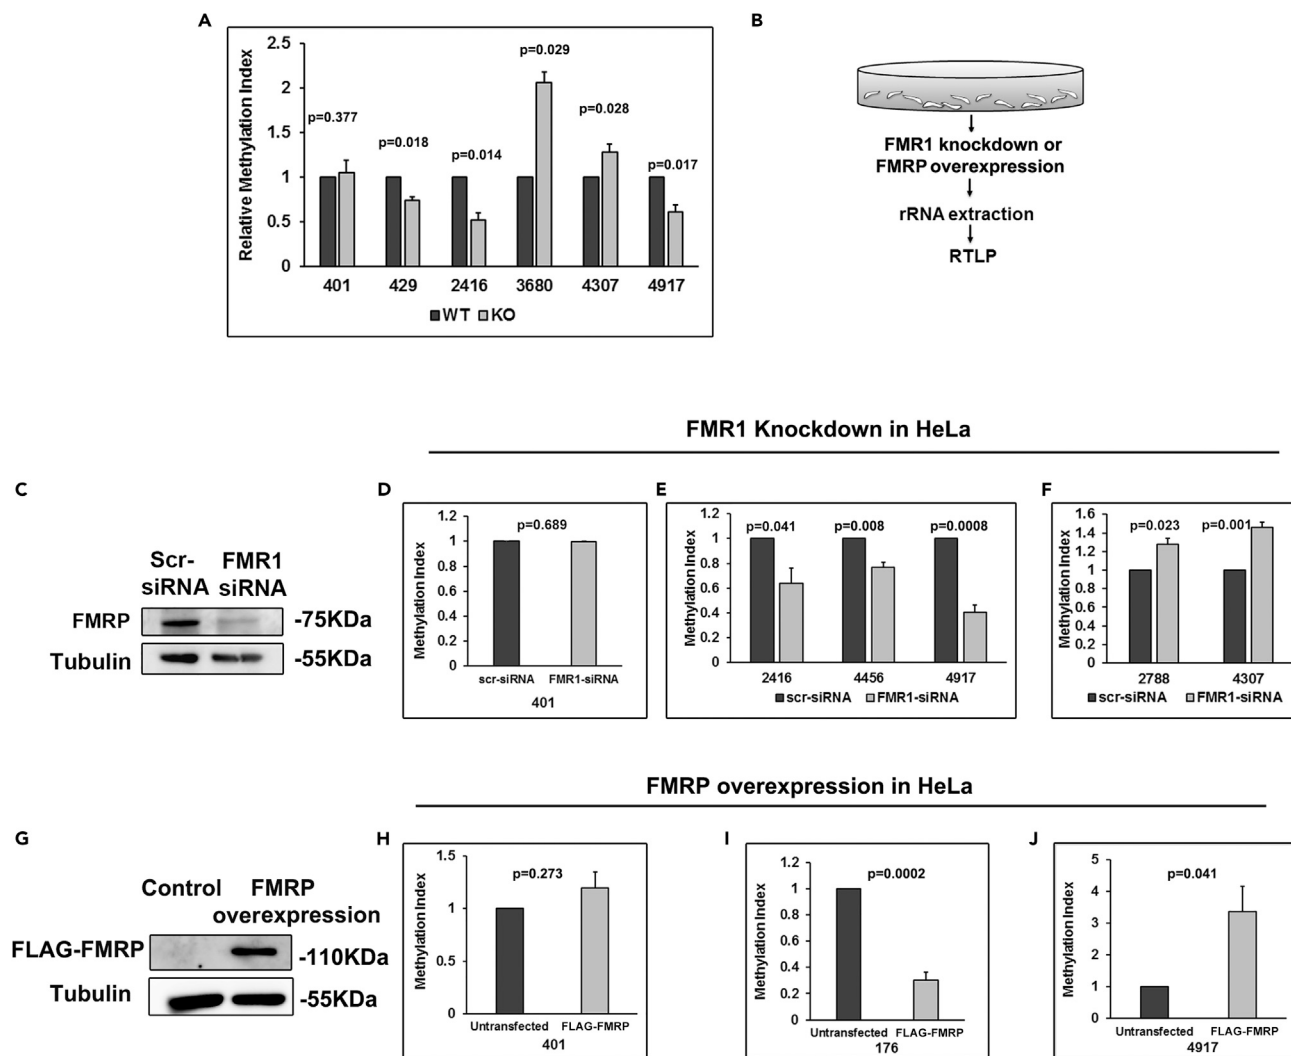 A
Relative Methylation Index
2.5
2
1.5
1
0.5
0
p=0.377
p=0.018
p=0.014
p=0.029
p=0.028
p=0.017
401 429 2416 3680 4307 4917
WT KO
B
FMR1 knockdown or
FMRP overexpression
rRNA extraction
RTLP
FMR1 Knockdown in HeLa
C
Scr- FMR1
siRNA siRNA
FMRP -75KDa
Tubulin -55KDa
D
Methylation Index
1.2
1
0.8
0.6
0.4
0.2
0
p=0.689
scr-siRNA FMR1-siRNA
401
E
Methylation Index
1.2
1
0.8
0.6
0.4
0.2
0
p=0.041 p=0.008 p=0.0008
2416 4456 4917
scr-siRNA FMR1-siRNA
F
Methylation Index
1.6
1.4
1.2
1
0.8
0.6
0.4
0.2
0
p=0.023 p=0.001
2788 4307
scr-siRNA FMR1-siRNA
FMRP overexpression in HeLa
G
Control FMRP
overexpression
FLAG-FMRP -110KDa
Tubulin -55KDa
H
Methylation Index
1.5
1
0.5
0
p=0.273
Untransfected FLAG-FMRP
401
I
Methylation Index
1.2
1
0.8
0.6
0.4
0.2
0
p=0.0002
Untransfected FLAG-FMRP
176
J
Methylation Index
5
4
3
2
1
0
p=0.041
Untransfected FLAG-FMRP
4917